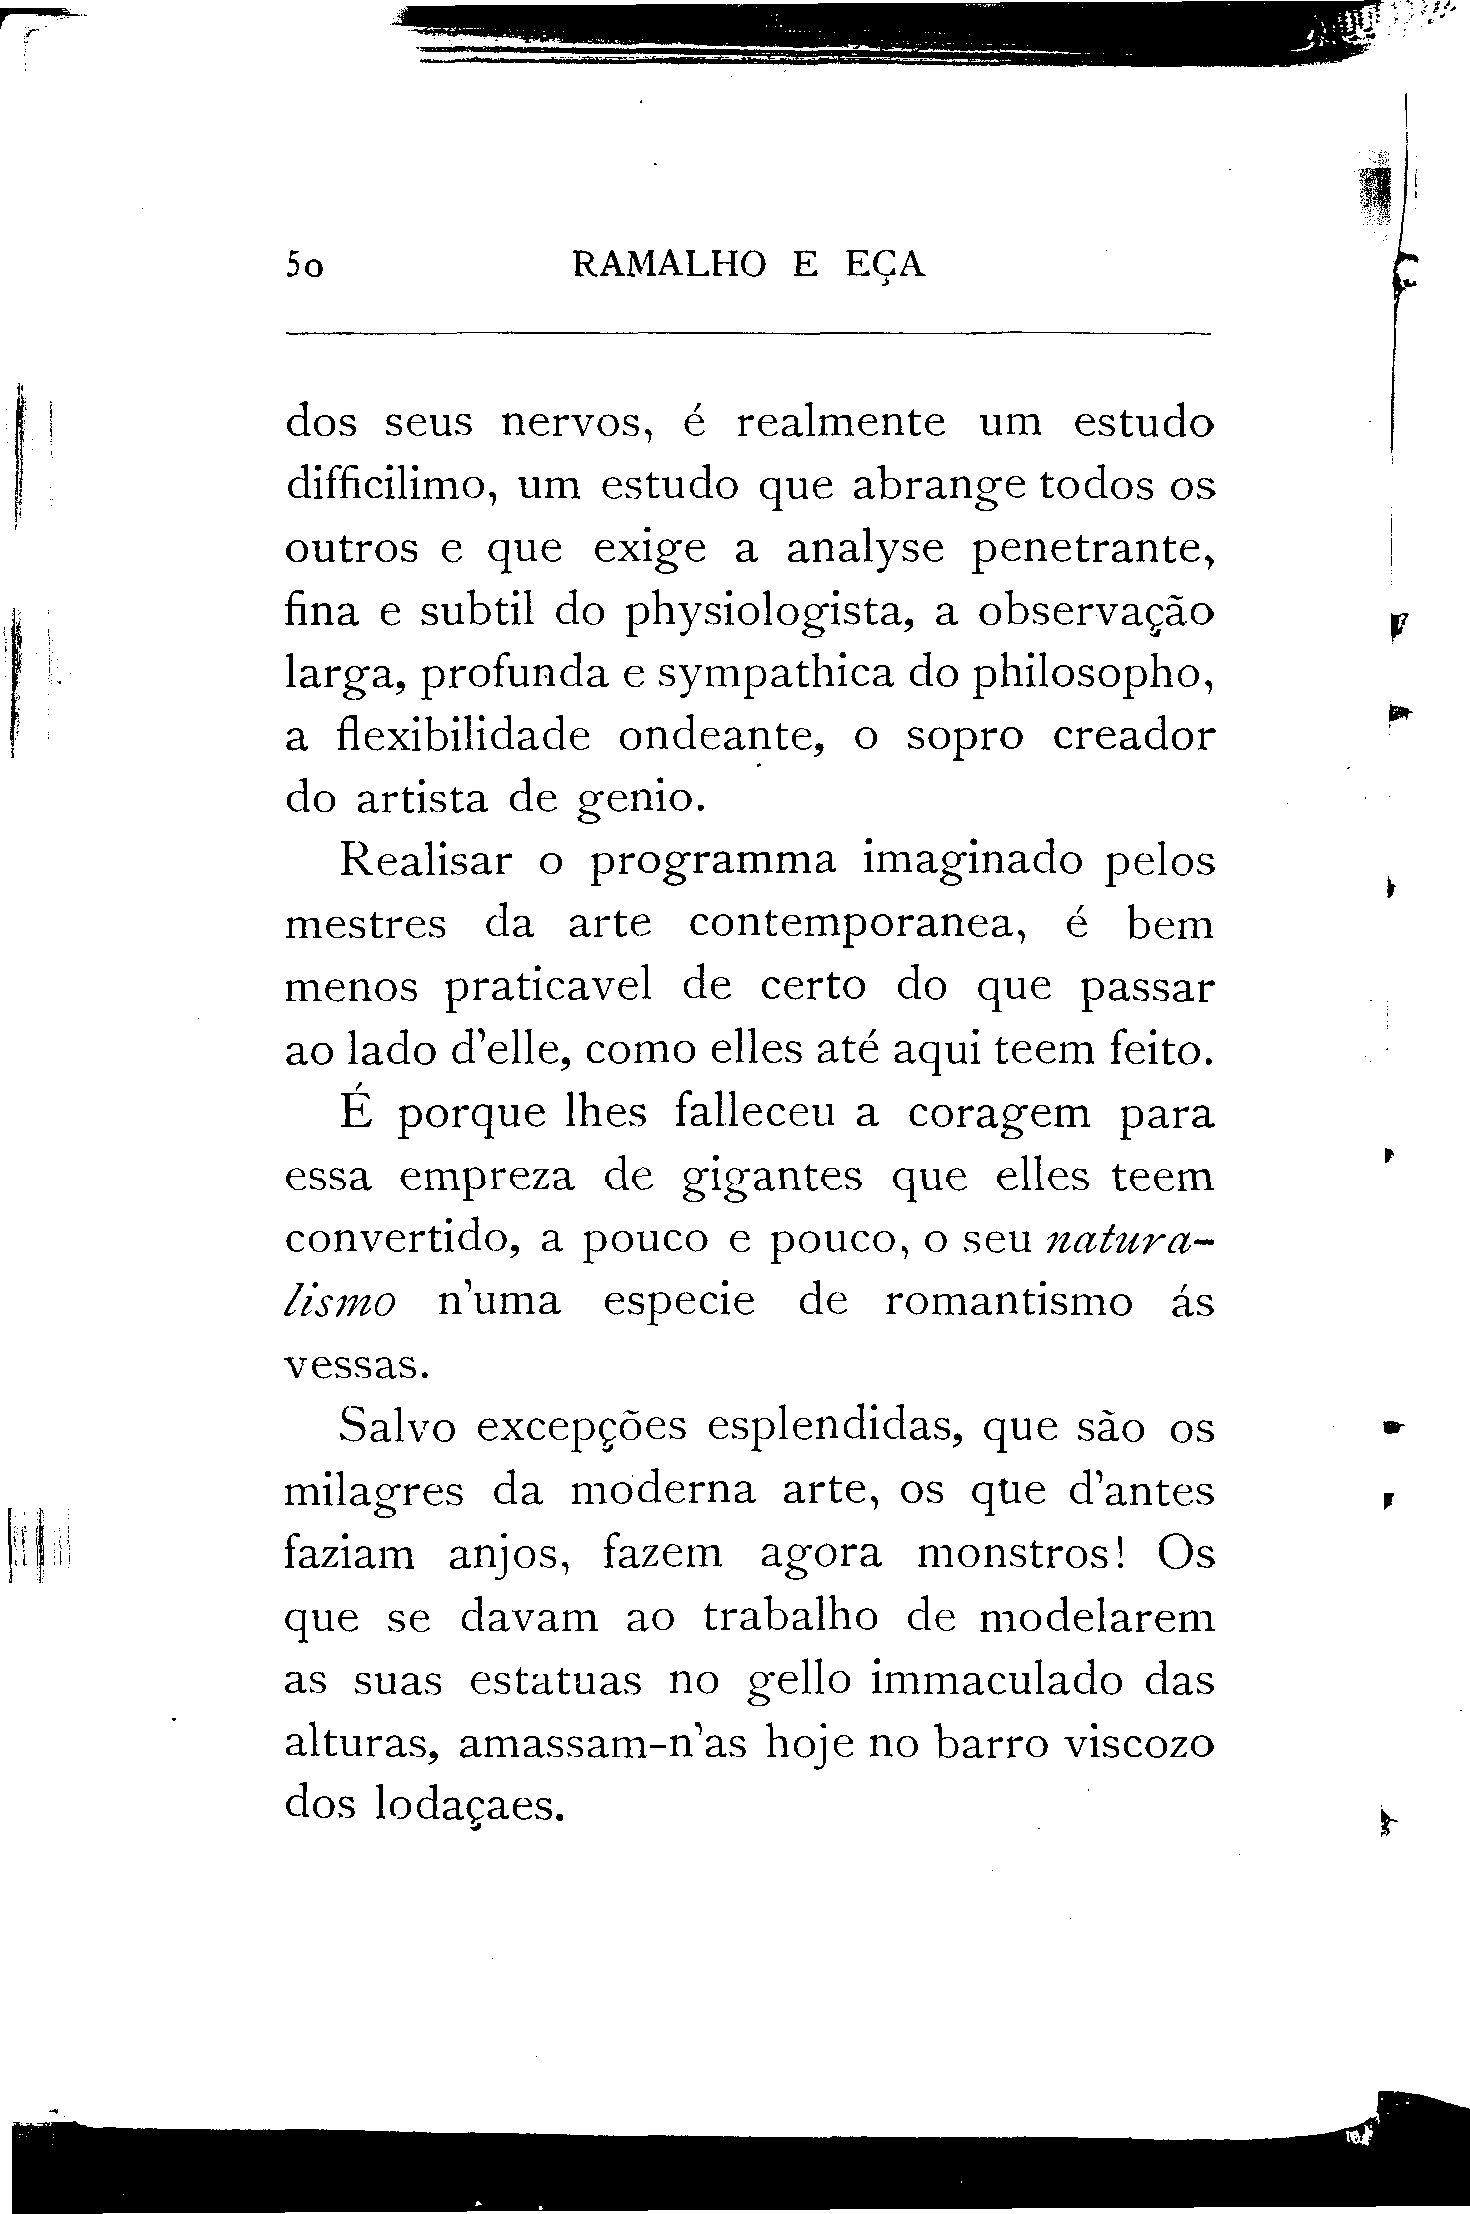 50 RAMALHO E EÇA
dos seus nervos, é realmente um estudo
difficilimo, um estudo que abrange todos os
outros e que exige a analyse penetrante,
fina e subtil do physiologista, a observação
larga, profunda e sympathica do philosopho,
a flexibilidade ondeante, o sopro creador
do artista de genio.
Realisar o programma imaginado pelos
mestres da arte contemporanea, é bem
menos praticavel de certo do que passar
ao lado d'elle, como elles até aqui teem feito.
É porque lhes falleceu a coragem para
essa empreza de gigantes que elles teem
convertido, a pouco e pouco, o seu natura-
lismo n'uma especie de romantismo ás
vessas.
Salvo excepções esplendidas, que são os
milagres da moderna arte, os que d'antes
faziam anjos, fazem agora monstros! Os
que se davam ao trabalho de modelarem
as suas estatuas no gello immaculado das
alturas, amassam-n'as hoje no barro viscozo
dos lodaçaes.